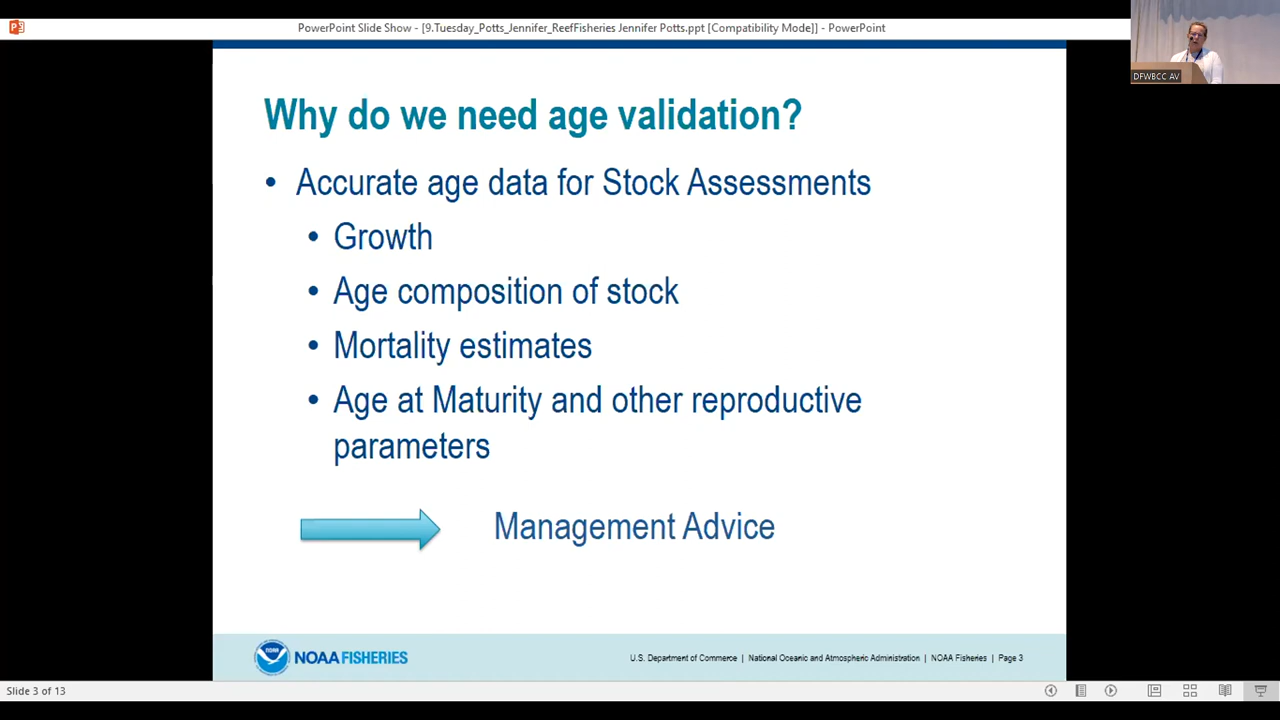 PowerPoint Slide Show - [9.Tuesday_Potts_Jennifer_ReefFisheries Jennifer Potts.ppt [Compatibility Mode]] - PowerPoint
DFWBCC AV
Why do we need age validation?
• Accurate age data for Stock Assessments
• Growth
• Age composition of stock
• Mortality estimates
• Age at Maturity and other reproductive
parameters
Management Advice
NOAA
NOAA FISHERIES
U.S. Department of Commerce | National Oceanic and Atmospheric Administration | NOAA Fisheries | Page 3
Slide 3 of 13